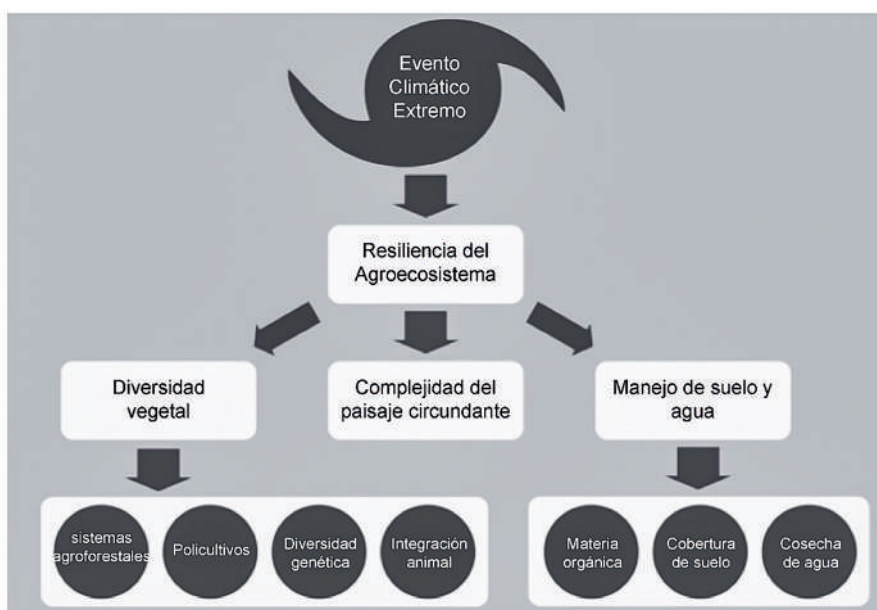 Evento
Climático
Extremo
Resiliencia del
Agroecosistema
Diversidad
vegetal
Complejidad del
paisaje circundante
Manejo de suelo y
agua
sistemas
agroforestales
Policultivos
Diversidad
genética
Integración
animal
Materia
orgánica
Cobertura
de suelo
Cosecha
de agua